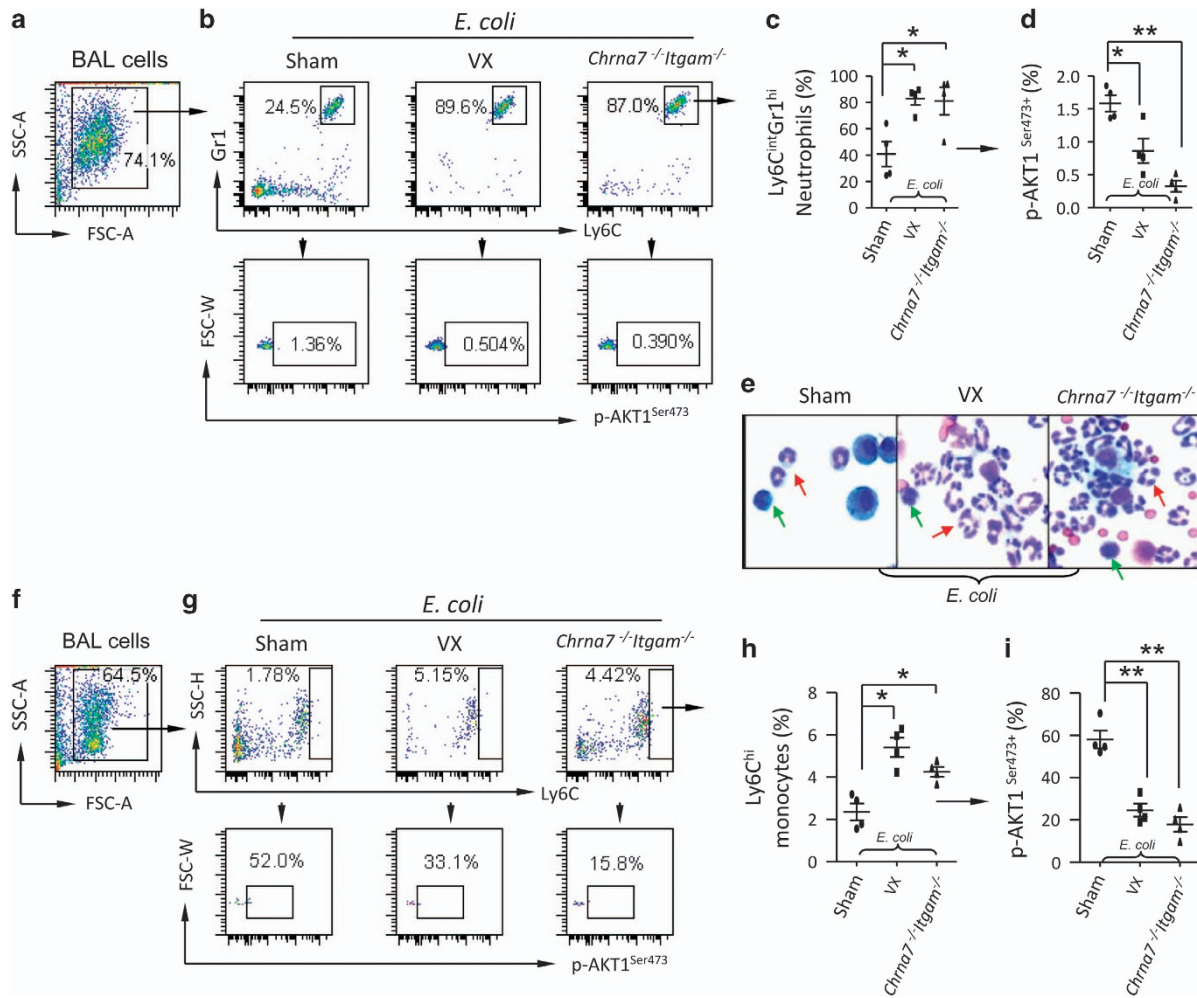 a
BAL cells
SSC-A
74.1%
FSC-A
b
E. coli
Sham
VX
Chrna7 -/-Itgam-/-
Gr1
24.5%
89.6%
87.0%
Ly6C
FSC-W
1.36%
0.504%
0.390%
p-AKT1Ser473
c
Ly6CintGr1hi
Neutrophils (%)
100
80
60
40
20
0
*
*
E. coli
Sham
VX
Chrna7-/-Itgam-/-
d
p-AKT1 Ser473+ (%)
2.0
1.5
1.0
0.5
0.0
**
*
E. coli
Sham
VX
Chrna7-/-Itgam-/-
e
Sham
VX
Chrna7 -/-Itgam-/-
E. coli
f
BAL cells
SSC-A
64.5%
FSC-A
g
E. coli
Sham
VX
Chrna7 -/-Itgam-/-
SSC-H
1.78%
5.15%
4.42%
Ly6C
FSC-W
52.0%
33.1%
15.8%
p-AKT1Ser473
h
Ly6Chi
monocytes (%)
8
6
4
2
0
*
*
E. coli
Sham
VX
Chrna7-/-Itgam-/-
i
p-AKT1 Ser473+ (%)
80
60
40
20
0
**
**
E. coli
Sham
VX
Chrna7-/-Itgam-/-